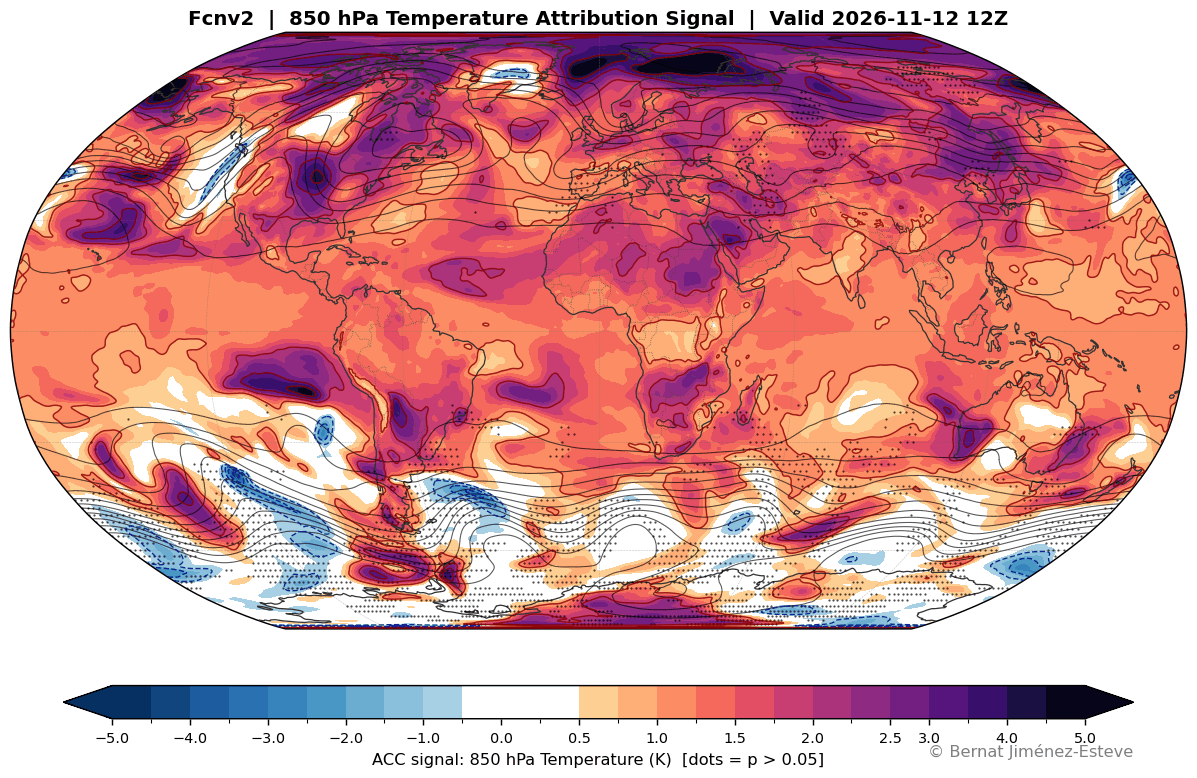 Fcnv2 | 850 hPa Temperature Attribution Signal | Valid 2026-11-12 12Z
−5.0 −4.0 −3.0 −2.0 −1.0 0.0 0.5 1.0 1.5 2.0 2.5 3.0 4.0 5.0
ACC signal: 850 hPa Temperature (K) [dots = p > 0.05]
© Bernat Jiménez-Esteve